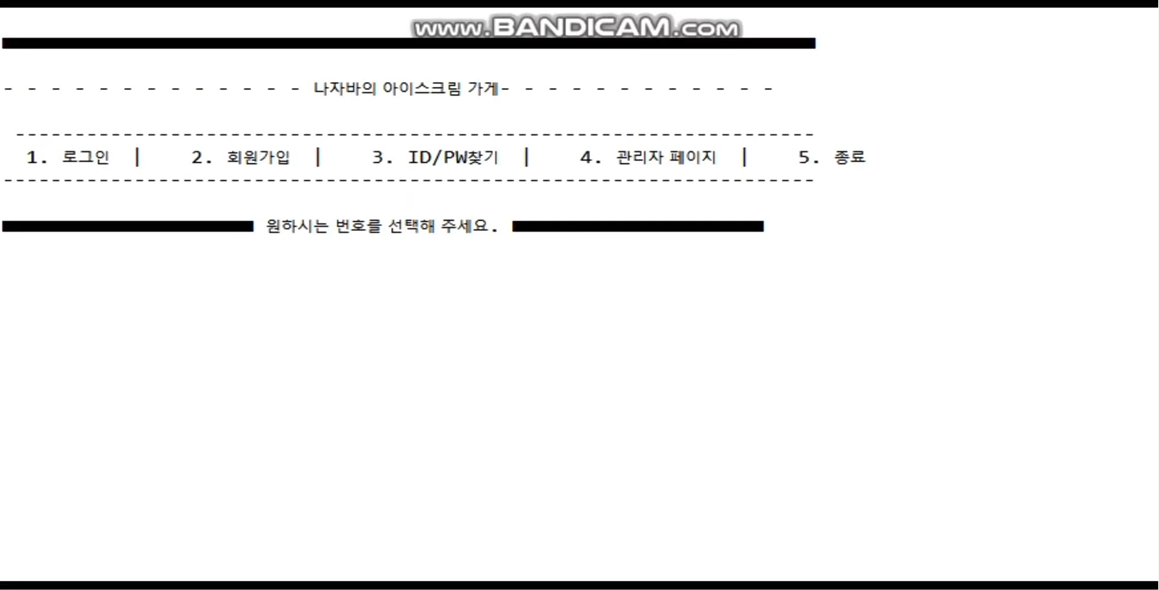 www.BANDICAM.com
- - - - - - - - - - - - - 나자바의 아이스크림 가게- - - - - - - - - - - -
--------------------------------------------------------------------
1. 로그인 | 2. 회원가입 | 3. ID/PW찾기 | 4. 관리자 페이지 | 5. 종료
---------------------------------------------------------------------
원하시는 번호를 선택해 주세요.